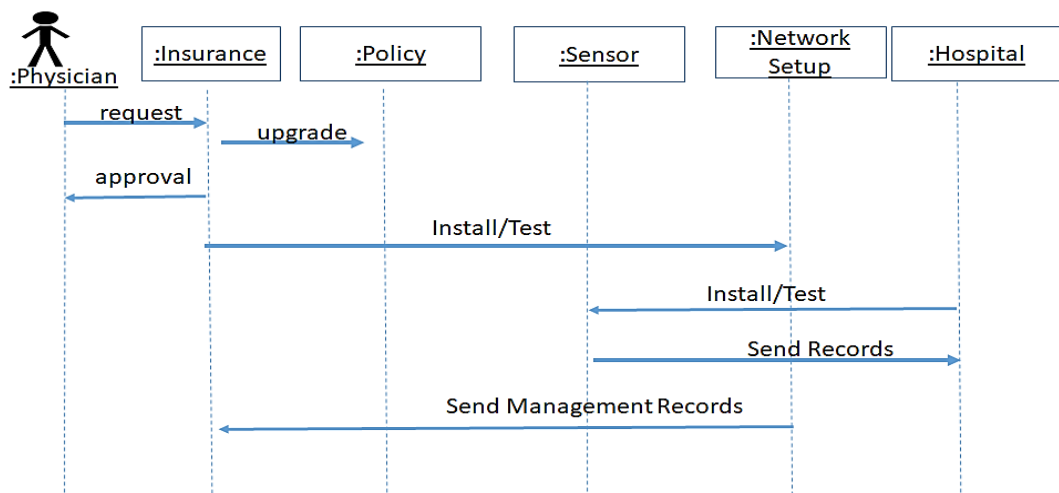 :Physician
:Insurance
:Policy
:Sensor
:Network
Setup
:Hospital
request
upgrade
approval
Install/Test
Install/Test
Send Records
Send Management Records